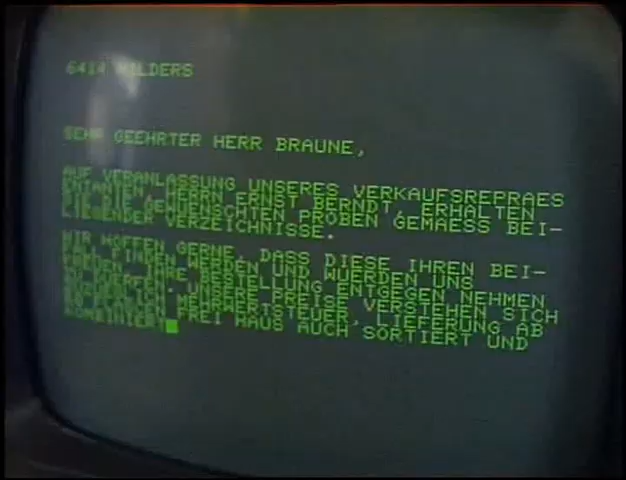 6414 HILDERS
SEHR GEEHRTER HERR BRAUNE,
AUF VERANLASSUNG UNSERES VERKAUFSREPRAES
ENTANTEN, HERRN ERNST BERNDT, ERHALTEN
SIE DIE GEWUENSCHTEN PROBEN GEMAESS BEI-
LIEGENDER VERZEICHNISSE.
WIR HOFFEN GERNE, DASS DIESE IHREN BEI-
FALL FINDEN WERDEN UND WUERDEN UNS
FREUEN, IHRE BESTELLUNG ENTGEGEN NEHMEN
ZU DUERFEN. UNSERE PREISE VERSTEHEN SICH
MEHRWERTSTEUER, LIEFERUNG AB
FREI HAUS AUCH SORTIERT UND
KOMBINIERT